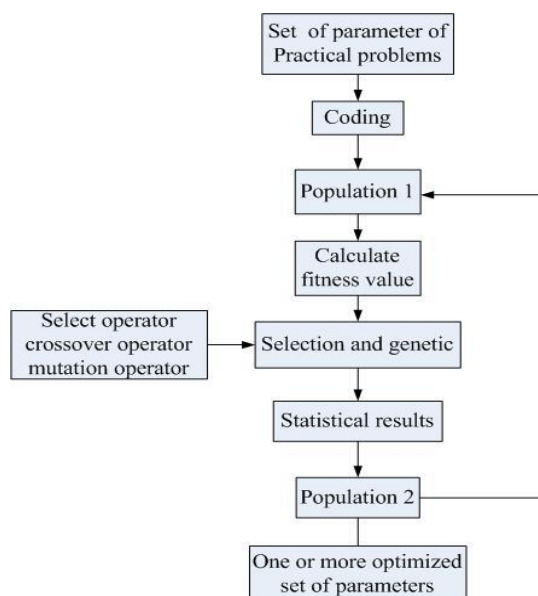 Set of parameter of
Practical problems
Coding
Population 1
Calculate
fitness value
Select operator
crossover operator
mutation operator
Selection and genetic
Statistical results
Population 2
One or more optimized
set of parameters